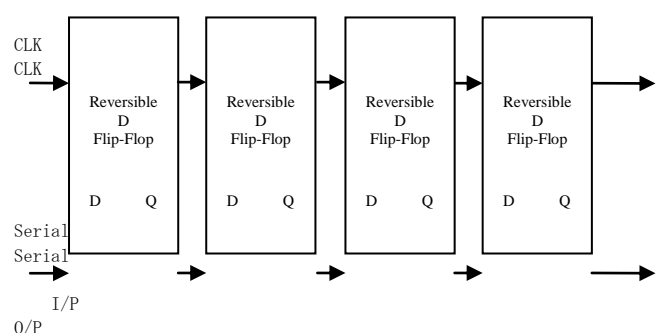 CLK
CLK
Reversible D Flip-Flop
Reversible D Flip-Flop
Reversible D Flip-Flop
Reversible D Flip-Flop
D Q
D Q
D Q
D Q
Serial
Serial
I/P
O/P